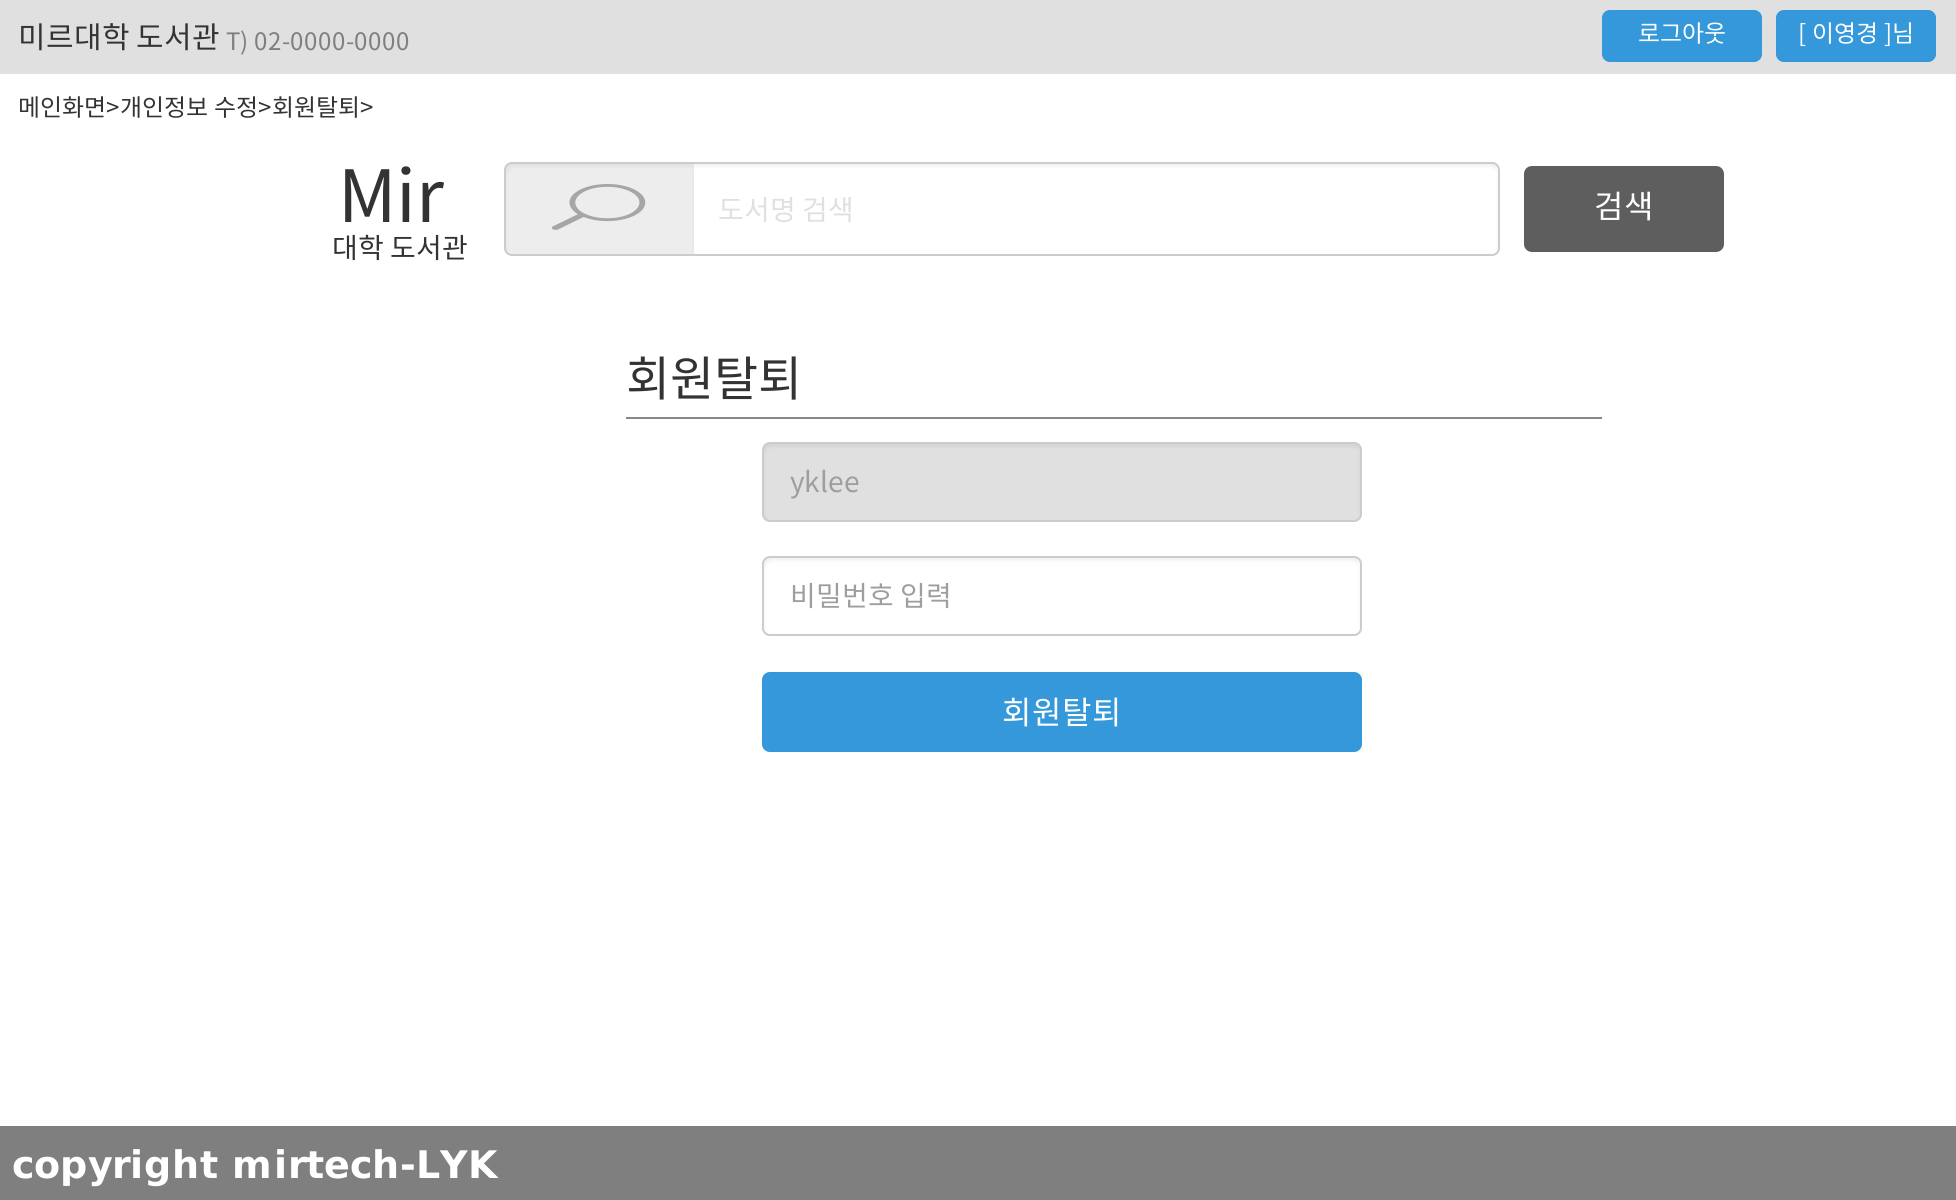 미르대학 도서관 T) 02-0000-0000
로그아웃
[ 이영경 ]님
메인화면>개인정보 수정>회원탈퇴>
Mir
대학 도서관
도서명 검색
검색
회원탈퇴
yklee
비밀번호 입력
회원탈퇴
copyright mirtech-LYK